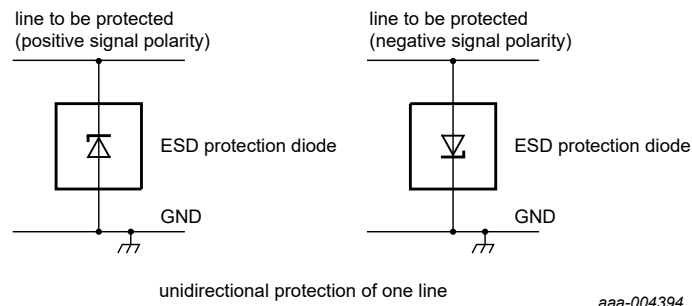 line to be protected
(positive signal polarity)
line to be protected
(negative signal polarity)
ESD protection diode
ESD protection diode
GND
GND
unidirectional protection of one line
aaa-004394